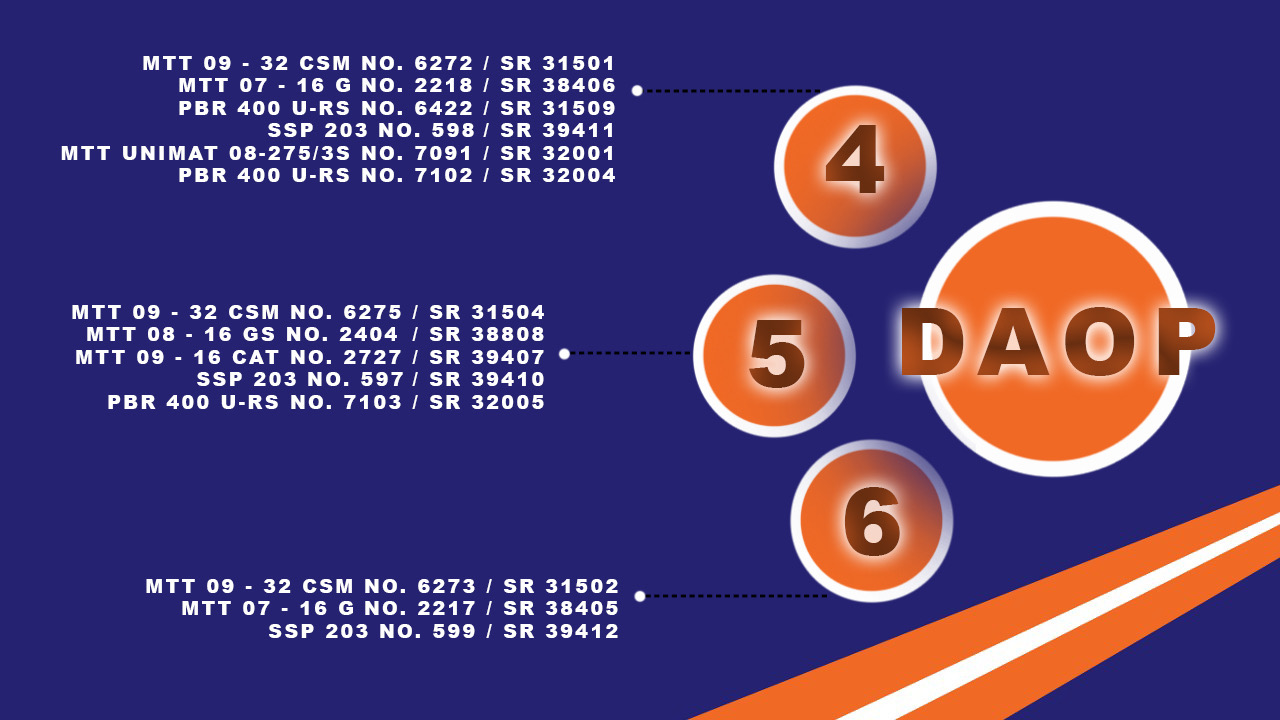 MTT 09 - 32 CSM NO. 6272 / SR 31501
MTT 07 - 16 G NO. 2218 / SR 38406
PBR 400 U-RS NO. 6422 / SR 31509
SSP 203 NO. 598 / SR 39411
MTT UNIMAT 08-275/3S NO. 7091 / SR 32001
PBR 400 U-RS NO. 7102 / SR 32004
4
MTT 09 - 32 CSM NO. 6275 / SR 31504
MTT 08 - 16 GS NO. 2404 / SR 38808
MTT 09 - 16 CAT NO. 2727 / SR 39407
SSP 203 NO. 597 / SR 39410
PBR 400 U-RS NO. 7103 / SR 32005
5
DAOP
MTT 09 - 32 CSM NO. 6273 / SR 31502
MTT 07 - 16 G NO. 2217 / SR 38405
SSP 203 NO. 599 / SR 39412
6